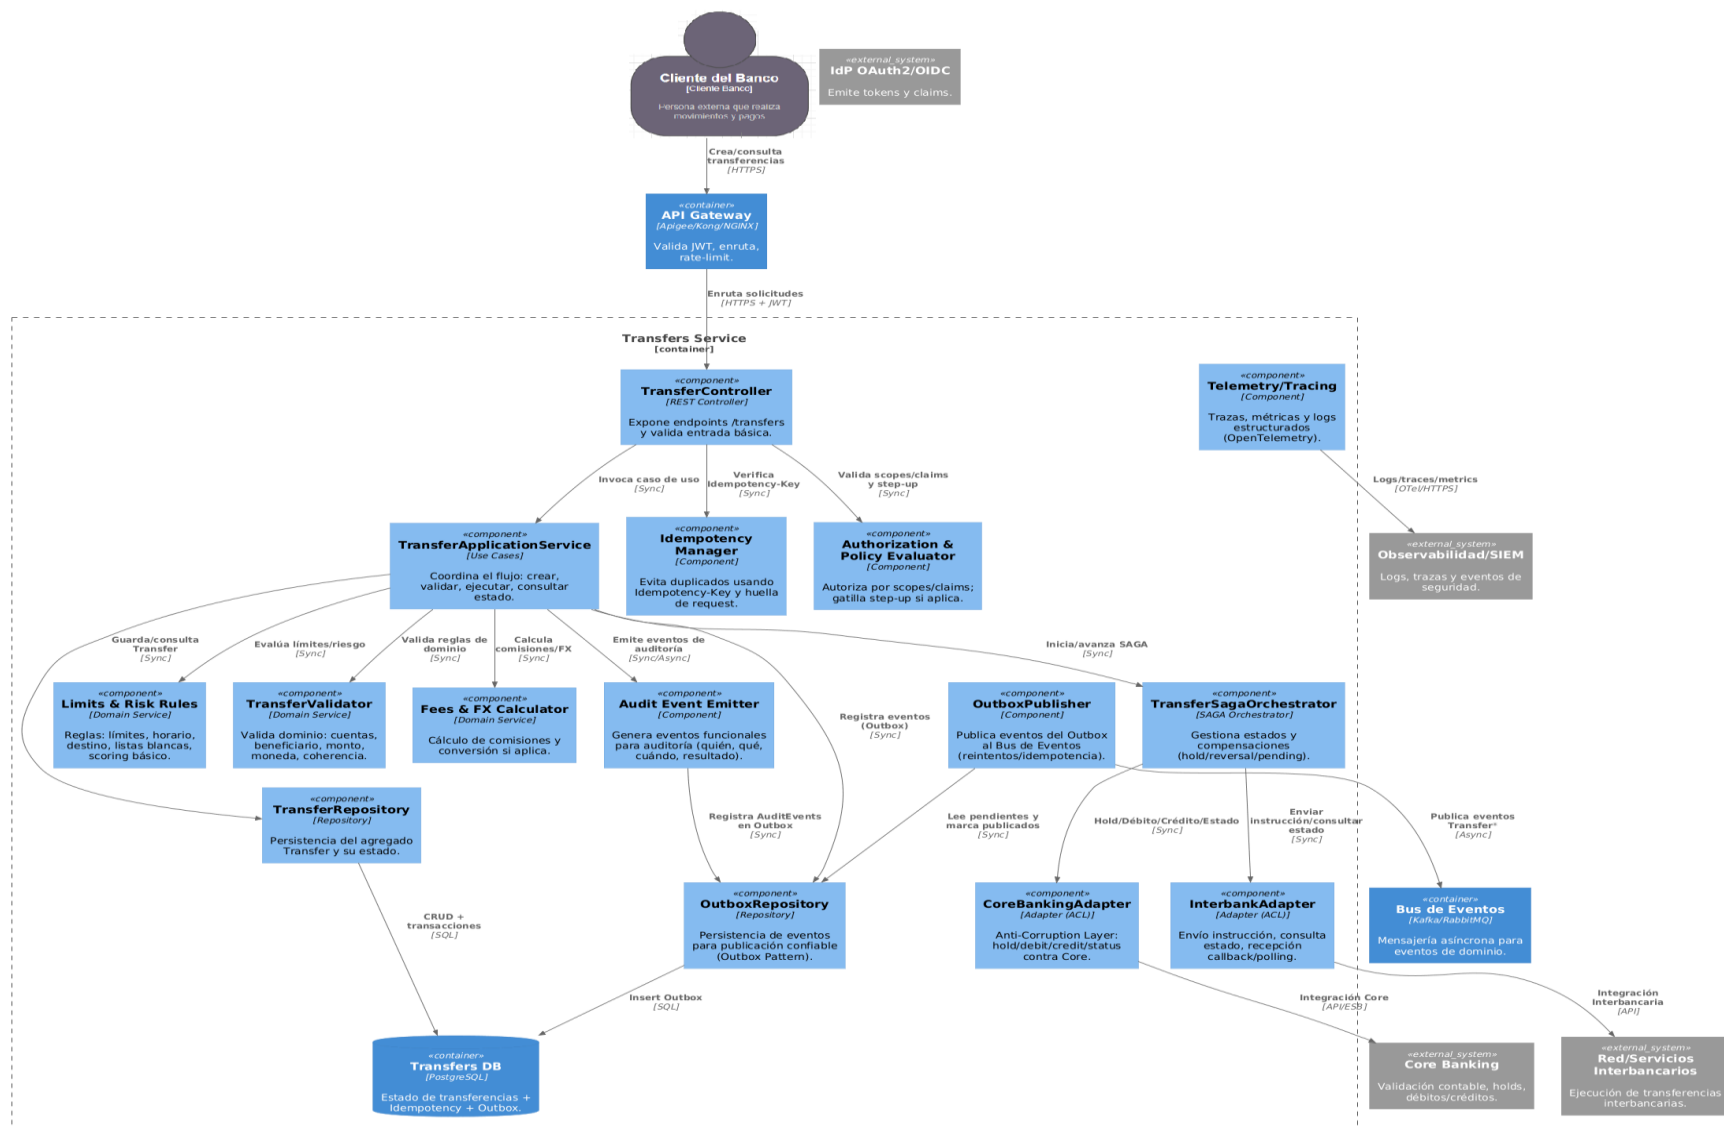 Cliente del Banco
[Cliente Banco]
Persona externa que realiza
movimientos y pagos
«external_system»
IdP OAuth2/OIDC
Emite tokens y claims.
Crea/consulta
transferencias
[HTTPS]
«container»
API Gateway
[Apigee/Kong/NGINX]
Valida JWT, enruta,
rate-limit.
Enruta solicitudes
[HTTPS + JWT]
Transfers Service
[container]
«component»
TransferController
[REST Controller]
Expone endpoints /transfers
y valida entrada básica.
«component»
Telemetry/Tracing
[Component]
Trazas, métricas y logs
estructurados
(OpenTelemetry).
Invoca caso de uso
[Sync]
Verifica
Idempotency-Key
[Sync]
Valida scopes/claims
y step-up
[Sync]
Logs/traces/metrics
[OTel/HTTPS]
«component»
TransferApplicationService
[Use Cases]
Coordina el flujo: crear,
validar, ejecutar, consultar
estado.
«component»
Idempotency
Manager
[Component]
Evita duplicados usando
Idempotency-Key y huella
de request.
«component»
Authorization &
Policy Evaluator
[Component]
Autoriza por scopes/claims;
gatilla step-up si aplica.
«external_system»
Observabilidad/SIEM
Logs, trazas y eventos de
seguridad.
Guarda/consulta
Transfer
[Sync]
Evalúa límites/riesgo
[Sync]
Valida reglas de
dominio
[Sync]
Calcula
comisiones/FX
[Sync]
Emite eventos de
auditoría
[Sync/Async]
Inicia/avanza SAGA
[Sync]
«component»
Limits & Risk Rules
[Domain Service]
Reglas: límites, horario,
destino, listas blancas,
scoring básico.
«component»
TransferValidator
[Domain Service]
Valida dominio: cuentas,
beneficiario, monto,
moneda, coherencia.
«component»
Fees & FX Calculator
[Domain Service]
Cálculo de comisiones y
conversión si aplica.
«component»
Audit Event Emitter
[Component]
Genera eventos funcionales
para auditoría (quién, qué,
cuándo, resultado).
Registra eventos
(Outbox)
[Sync]
«component»
OutboxPublisher
[Component]
Publica eventos del Outbox
al Bus de Eventos
(reintentos/idempotencia).
«component»
TransferSagaOrchestrator
[SAGA Orchestrator]
Gestiona estados y
compensaciones
(hold/reversal/pending).
«component»
TransferRepository
[Repository]
Persistencia del agregado
Transfer y su estado.
Registra AuditEvents
en Outbox
[Sync]
Lee pendientes y
marca publicados
[Sync]
Hold/Débito/Crédito/Estado
[Sync]
Enviar
instrucción/consultar
estado
[Sync]
Publica eventos
Transfer*
[Async]
CRUD +
transacciones
[SQL]
«component»
OutboxRepository
[Repository]
Persistencia de eventos
para publicación confiable
(Outbox Pattern).
«component»
CoreBankingAdapter
[Adapter (ACL)]
Anti-Corruption Layer:
hold/debit/credit/status
contra Core.
«component»
InterbankAdapter
[Adapter (ACL)]
Envío instrucción, consulta
estado, recepción
callback/polling.
«container»
Bus de Eventos
[Kafka/RabbitMQ]
Mensajería asíncrona para
eventos de dominio.
Insert Outbox
[SQL]
Integración Core
[API/ESB]
Integración
Interbancaria
[API]
«container»
Transfers DB
[PostgreSQL]
Estado de transferencias +
Idempotency + Outbox.
«external_system»
Core Banking
Validación contable, holds,
débitos/créditos.
«external_system»
Red/Servicios
Interbancarios
Ejecución de transferencias
interbancarias.